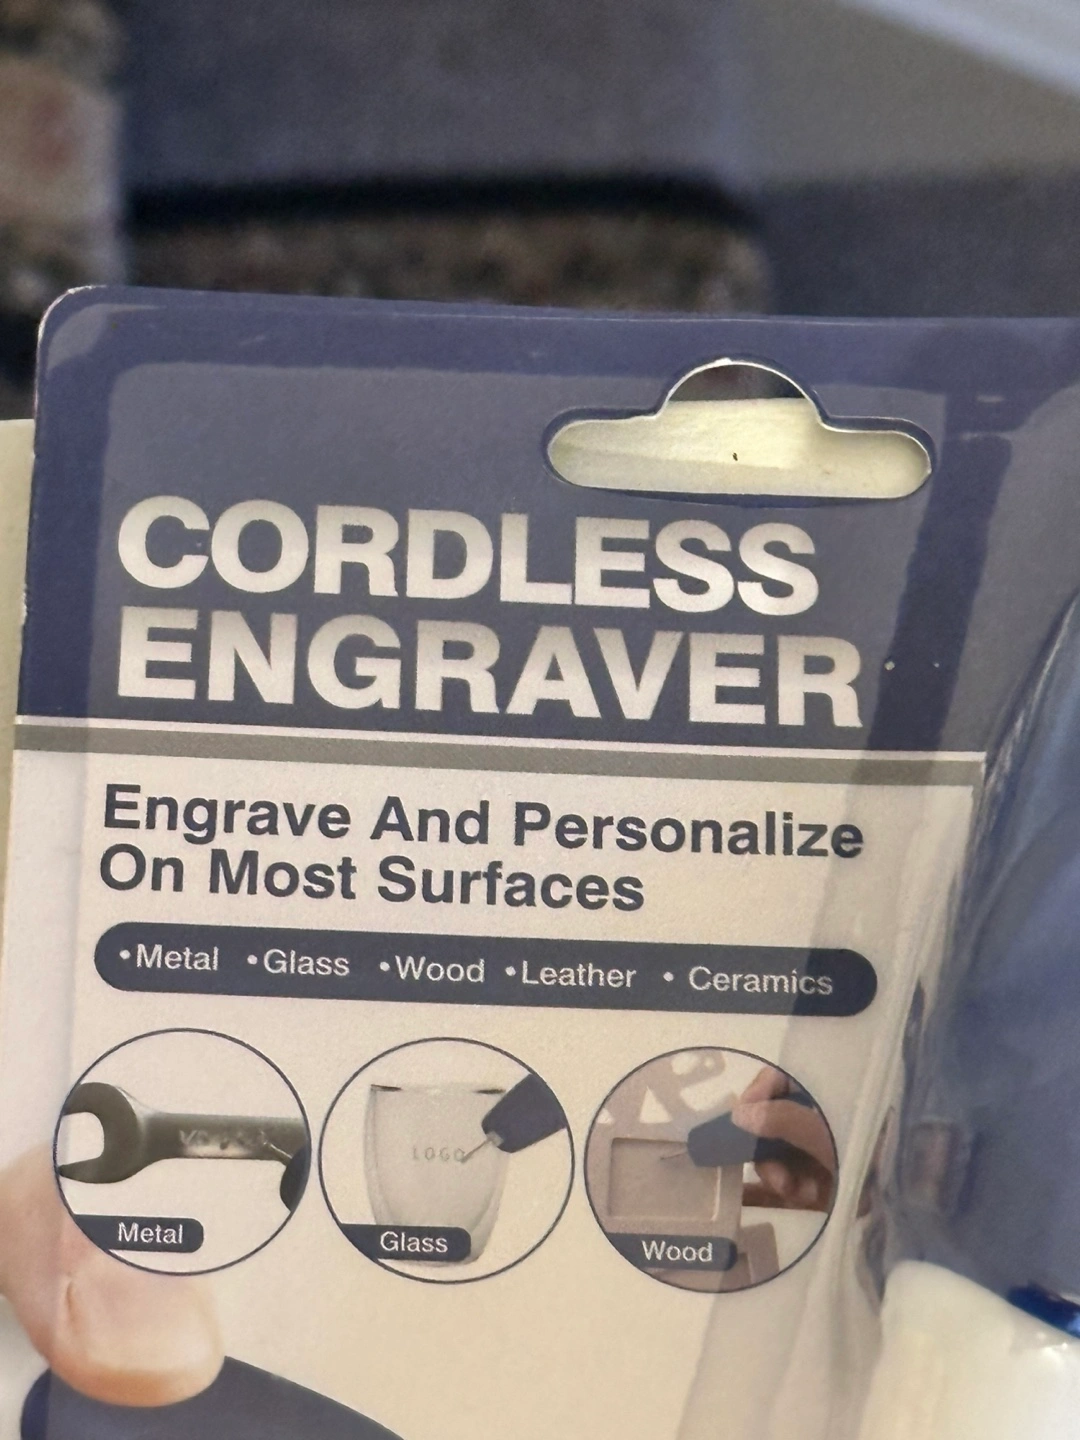 CORDLESS
ENGRAVER
Engrave And Personalize
On Most Surfaces
•Metal •Glass •Wood •Leather • Ceramics
LOGO
Metal
Glass
Wood